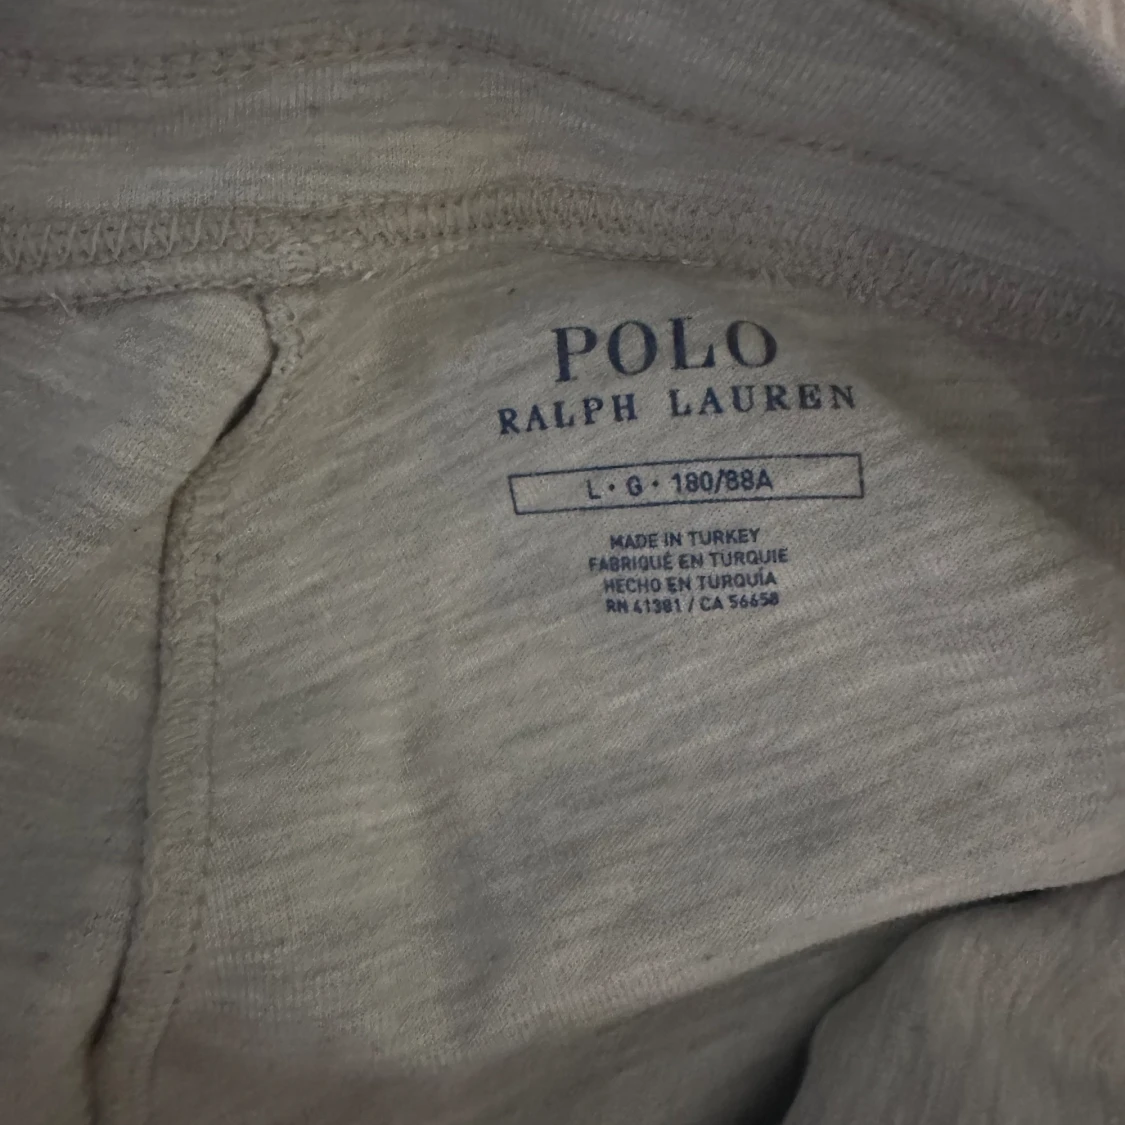 POLO
RALPH LAUREN
L • G • 180/88A
MADE IN TURKEY
FABRIQUÉ EN TURQUIE
HECHO EN TURQUÍA
RN 41381 / CA 56658